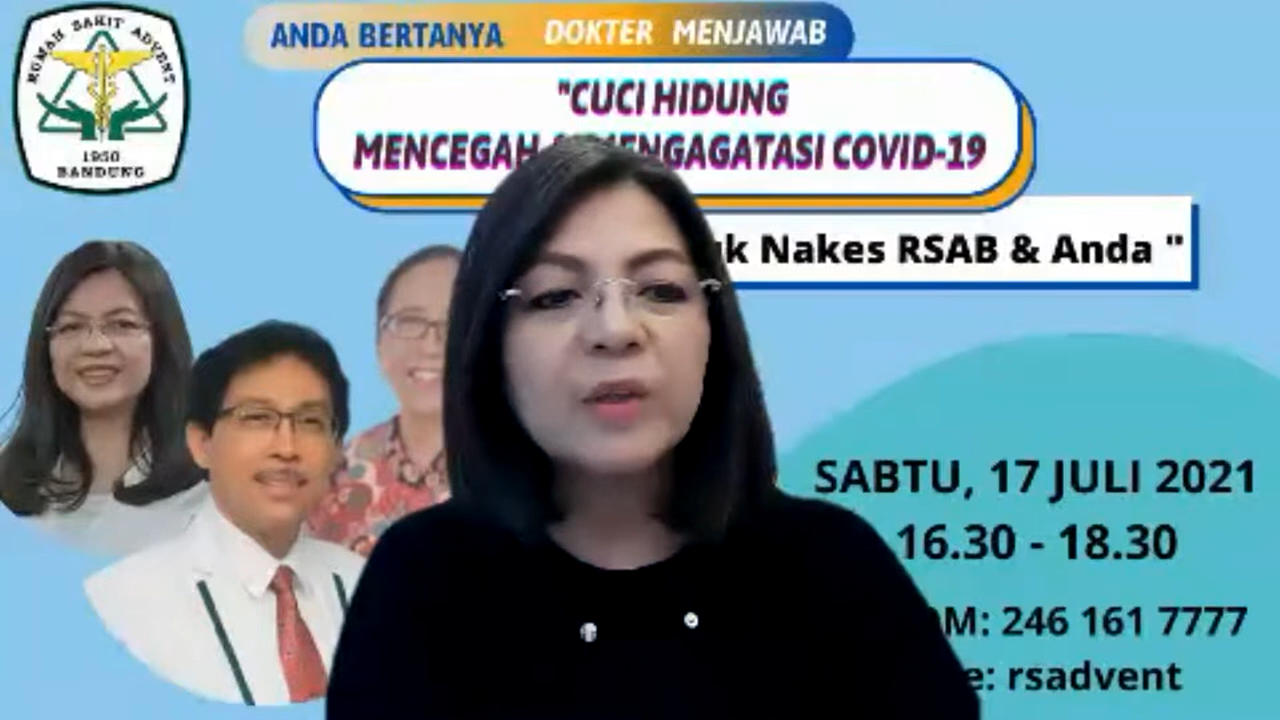 RUMAH SAKIT ADVENT
1950
BANDUNG
ANDA BERTANYA DOKTER MENJAWAB
"CUCI HIDUNG
MENCEGAH & MENGAGATASI COVID-19
Nakes RSAB & Anda "
SABTU, 17 JULI 2021
16.30 - 18.30
246 161 7777
rsadvent